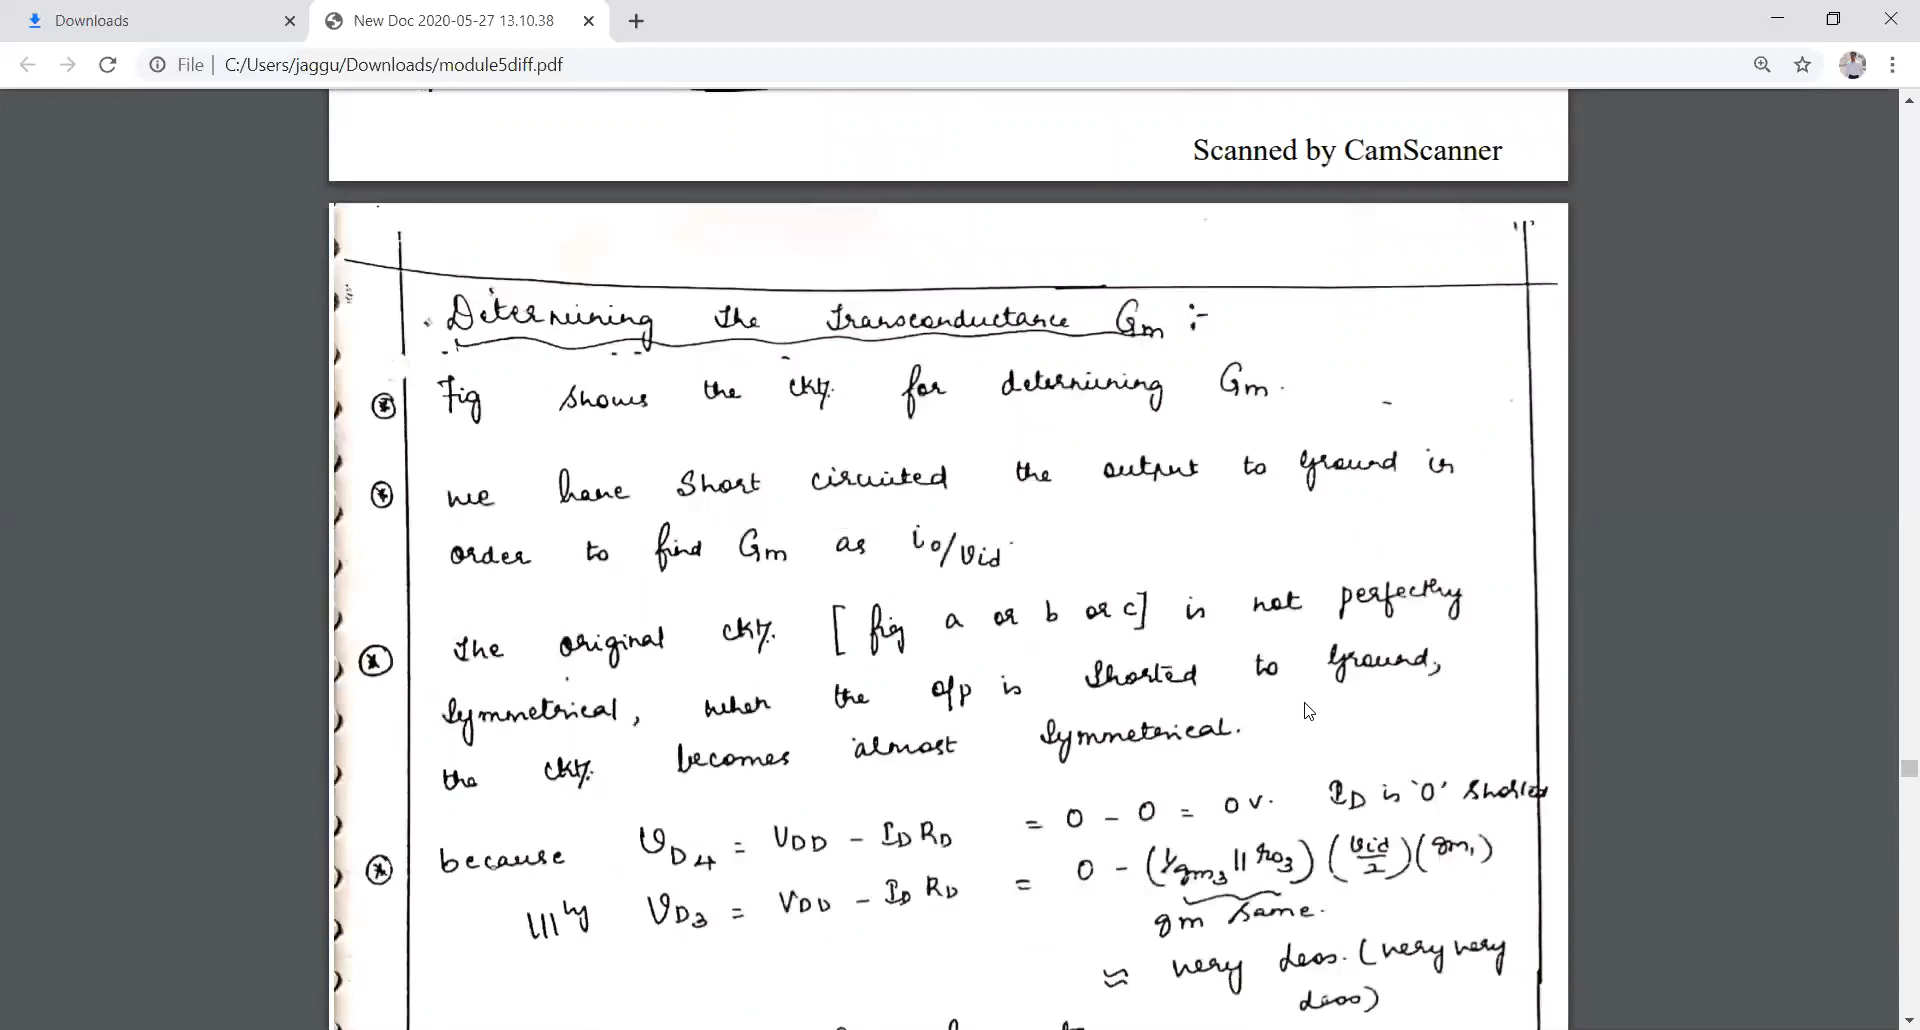 Downloads
New Doc 2020-05-27 13.10.38
File | C:/Users/jaggu/Downloads/module5diff.pdf
Scanned by CamScanner
Determining the Transconductance Gm :-
Fig shows the ckt. for determining Gm.
we have short circuited the output to ground in
order to find Gm as io/vid
The original ckt. [fig a or b or c] is not perfectly
symmetrical, when the o/p is shorted to ground,
the ckt. becomes almost symmetrical.
because VD4 = VDD - ID RD = 0 - 0 = 0 V. ID is '0' shorted
|||ly VD3 = VDD - ID RD = 0 - (1/gm3 || ro3) (vid/2) (gm1)
gm same.
≈ very less. (very very
less)